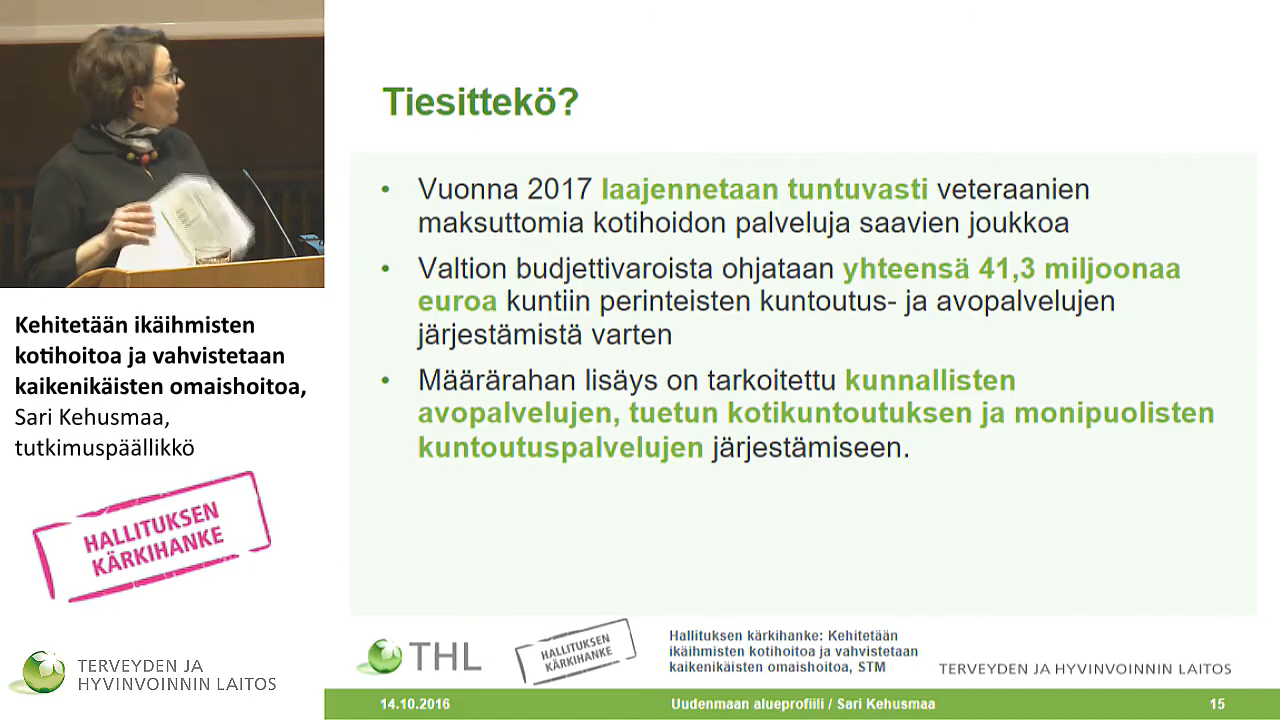 Tiesittekö?
• Vuonna 2017 laajennetaan tuntuvasti veteraanien
maksuttomia kotihoidon palveluja saavien joukkoa
• Valtion budjettivaroista ohjataan yhteensä 41,3 miljoonaa
euroa kuntiin perinteisten kuntoutus- ja avopalvelujen
järjestämistä varten
• Määrärahan lisäys on tarkoitettu kunnallisten
avopalvelujen, tuetun kotikuntoutuksen ja monipuolisten
kuntoutuspalvelujen järjestämiseen.
Kehitetään ikäihmisten
kotihoitoa ja vahvistetaan
kaikenikäisten omaishoitoa,
Sari Kehusmaa,
tutkimuspäällikkö
HALLITUKSEN
KÄRKIHANKE
TERVEYDEN JA
HYVINVOINNIN LAITOS
THL
HALLITUKSEN
KÄRKIHANKE
Hallituksen kärkihanke: Kehitetään
ikäihmisten kotihoitoa ja vahvistetaan
kaikenikäisten omaishoitoa, STM
TERVEYDEN JA HYVINVOINNIN LAITOS
14.10.2016
Uudenmaan alueprofiili / Sari Kehusmaa
15